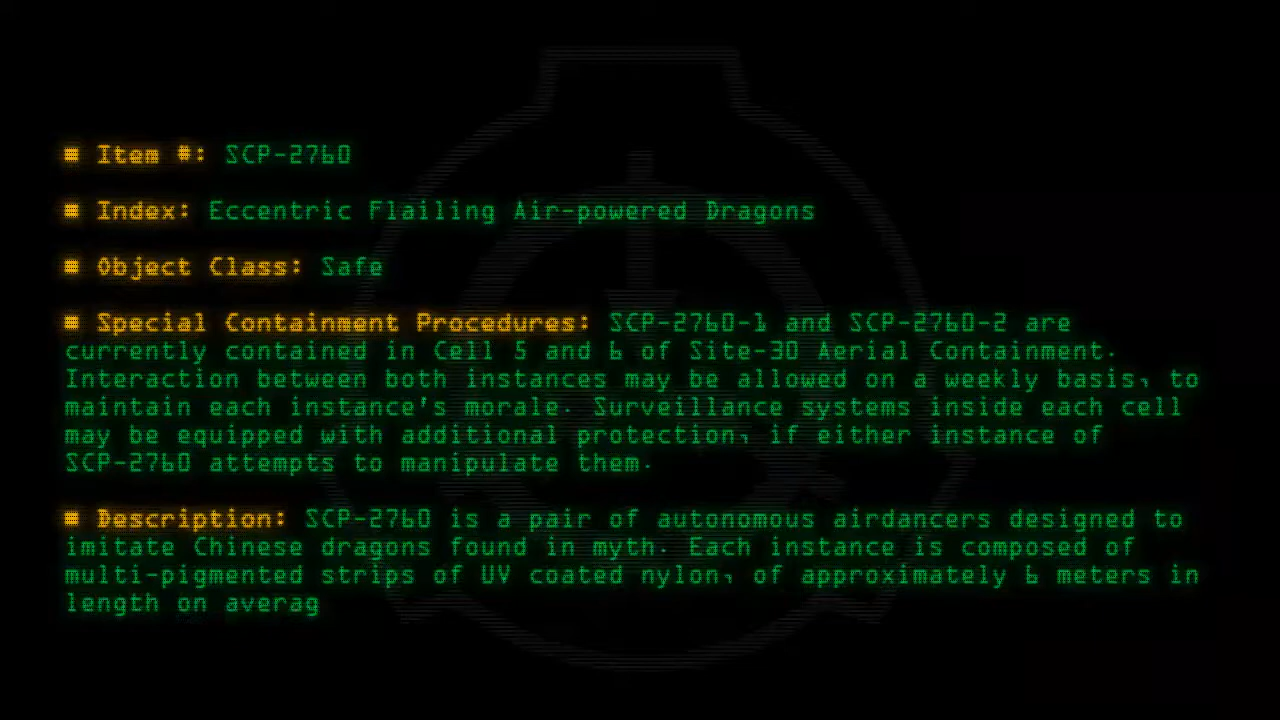 ■ Item #: SCP-2760
■ Index: Eccentric Flailing Air-powered Dragons
■ Object Class: Safe
■ Special Containment Procedures: SCP-2760-1 and SCP-2760-2 are
currently contained in Cell 5 and 6 of Site-30 Aerial Containment.
Interaction between both instances may be allowed on a weekly basis, to
maintain each instance's morale. Surveillance systems inside each cell
may be equipped with additional protection, if either instance of
SCP-2760 attempts to manipulate them.
■ Description: SCP-2760 is a pair of autonomous airdancers designed to
imitate Chinese dragons found in myth. Each instance is composed of
multi-pigmented strips of UV coated nylon, of approximately 6 meters in
length on averag